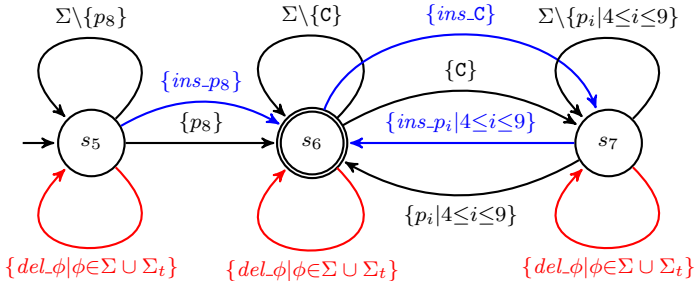 Σ\{p₈}
Σ\{C}
{ins_C}
Σ\{pᵢ|4≤i≤9}
{ins_p₈}
{C}
{p₈}
{ins_pᵢ|4≤i≤9}
s₅
s₆
s₇
{pᵢ|4≤i≤9}
{del_ϕ|ϕ∈Σ ∪ Σₜ}
{del_ϕ|ϕ∈Σ ∪ Σₜ}
{del_ϕ|ϕ∈Σ ∪ Σₜ}